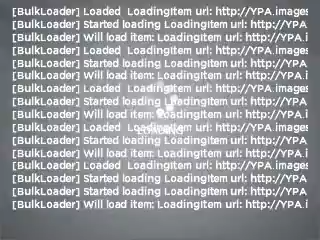 [BulkLoader] Loaded LoadingItem url: http://YPA.images
[BulkLoader] Started loading LoadingItem url: http://YPA
[BulkLoader] Will load item: LoadingItem url: http://YPA.i
[BulkLoader] Loaded LoadingItem url: http://YPA.images
[BulkLoader] Started loading LoadingItem url: http://YPA
[BulkLoader] Will load item: LoadingItem url: http://YPA.i
[BulkLoader] Loaded LoadingItem url: http://YPA.images
[BulkLoader] Started loading LoadingItem url: http://YPA
[BulkLoader] Will load item: LoadingItem url: http://YPA.i
[BulkLoader] Loaded LoadingItem url: http://YPA.images
LOADING
[BulkLoader] Started loading LoadingItem url: http://YPA
[BulkLoader] Will load item: LoadingItem url: http://YPA.i
[BulkLoader] Loaded LoadingItem url: http://YPA.images
[BulkLoader] Started loading LoadingItem url: http://YPA
[BulkLoader] Started loading LoadingItem url: http://YPA
[BulkLoader] Will load item: LoadingItem url: http://YPA.i